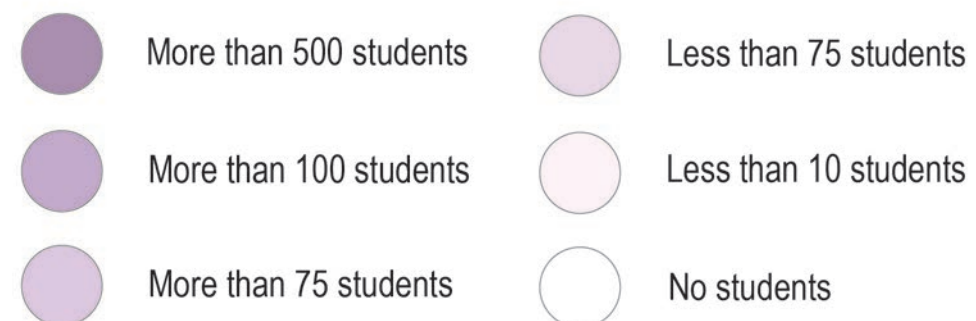 More than 500 students
Less than 75 students
More than 100 students
Less than 10 students
More than 75 students
No students